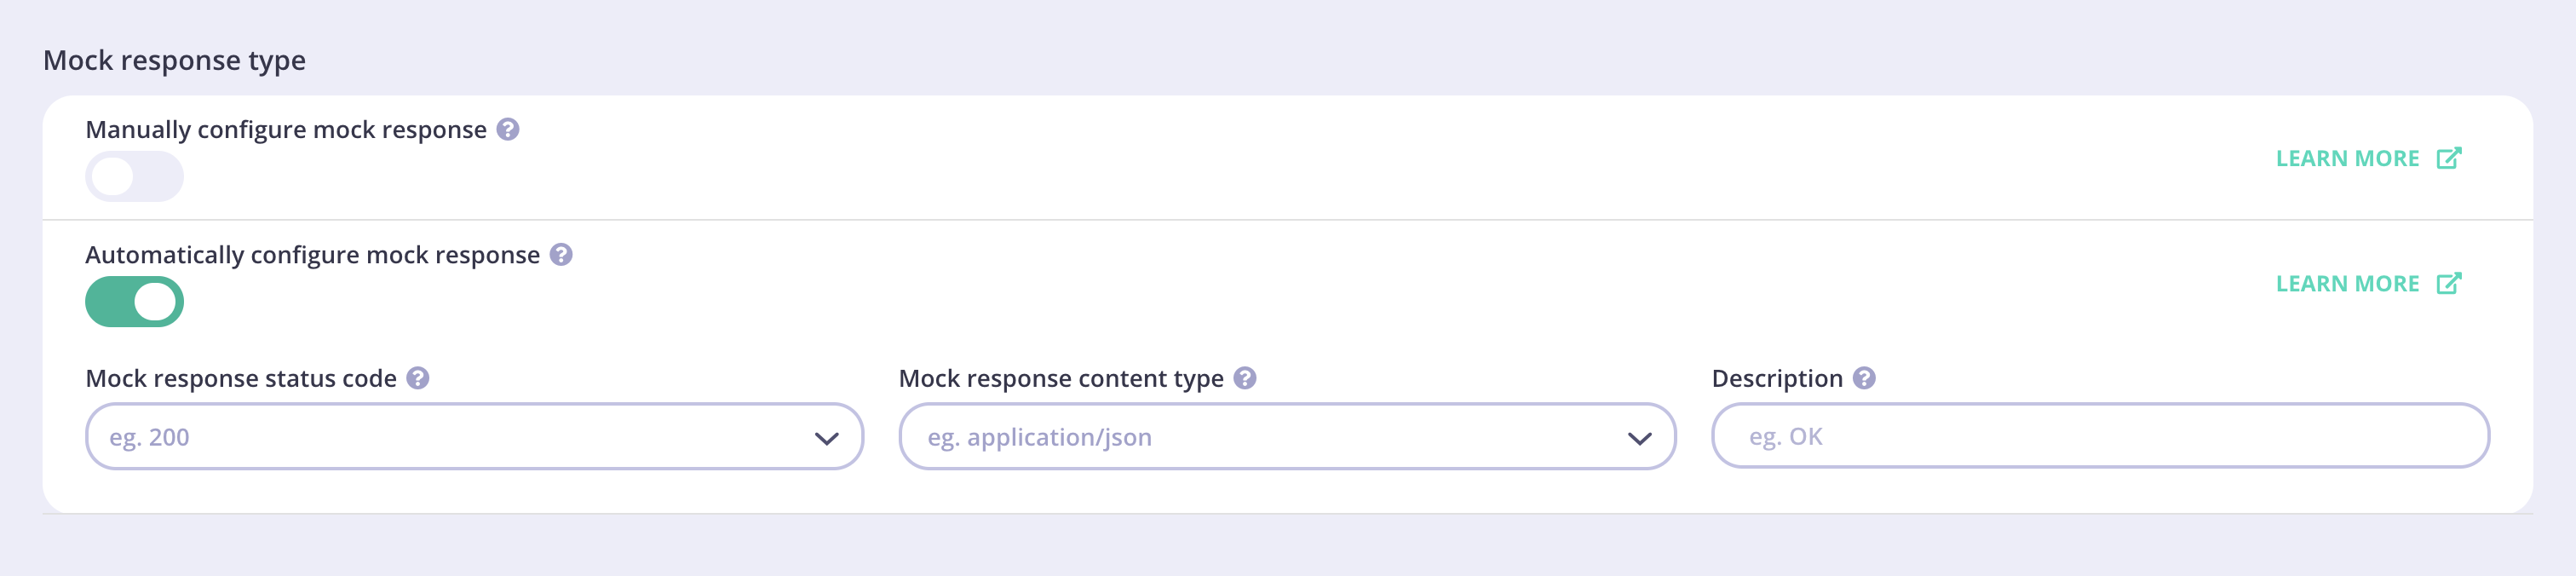 Mock response type
Manually configure mock response ?
LEARN MORE
Automatically configure mock response ?
LEARN MORE
Mock response status code ?
Mock response content type ?
Description ?
eg. 200
eg. application/json
eg. OK